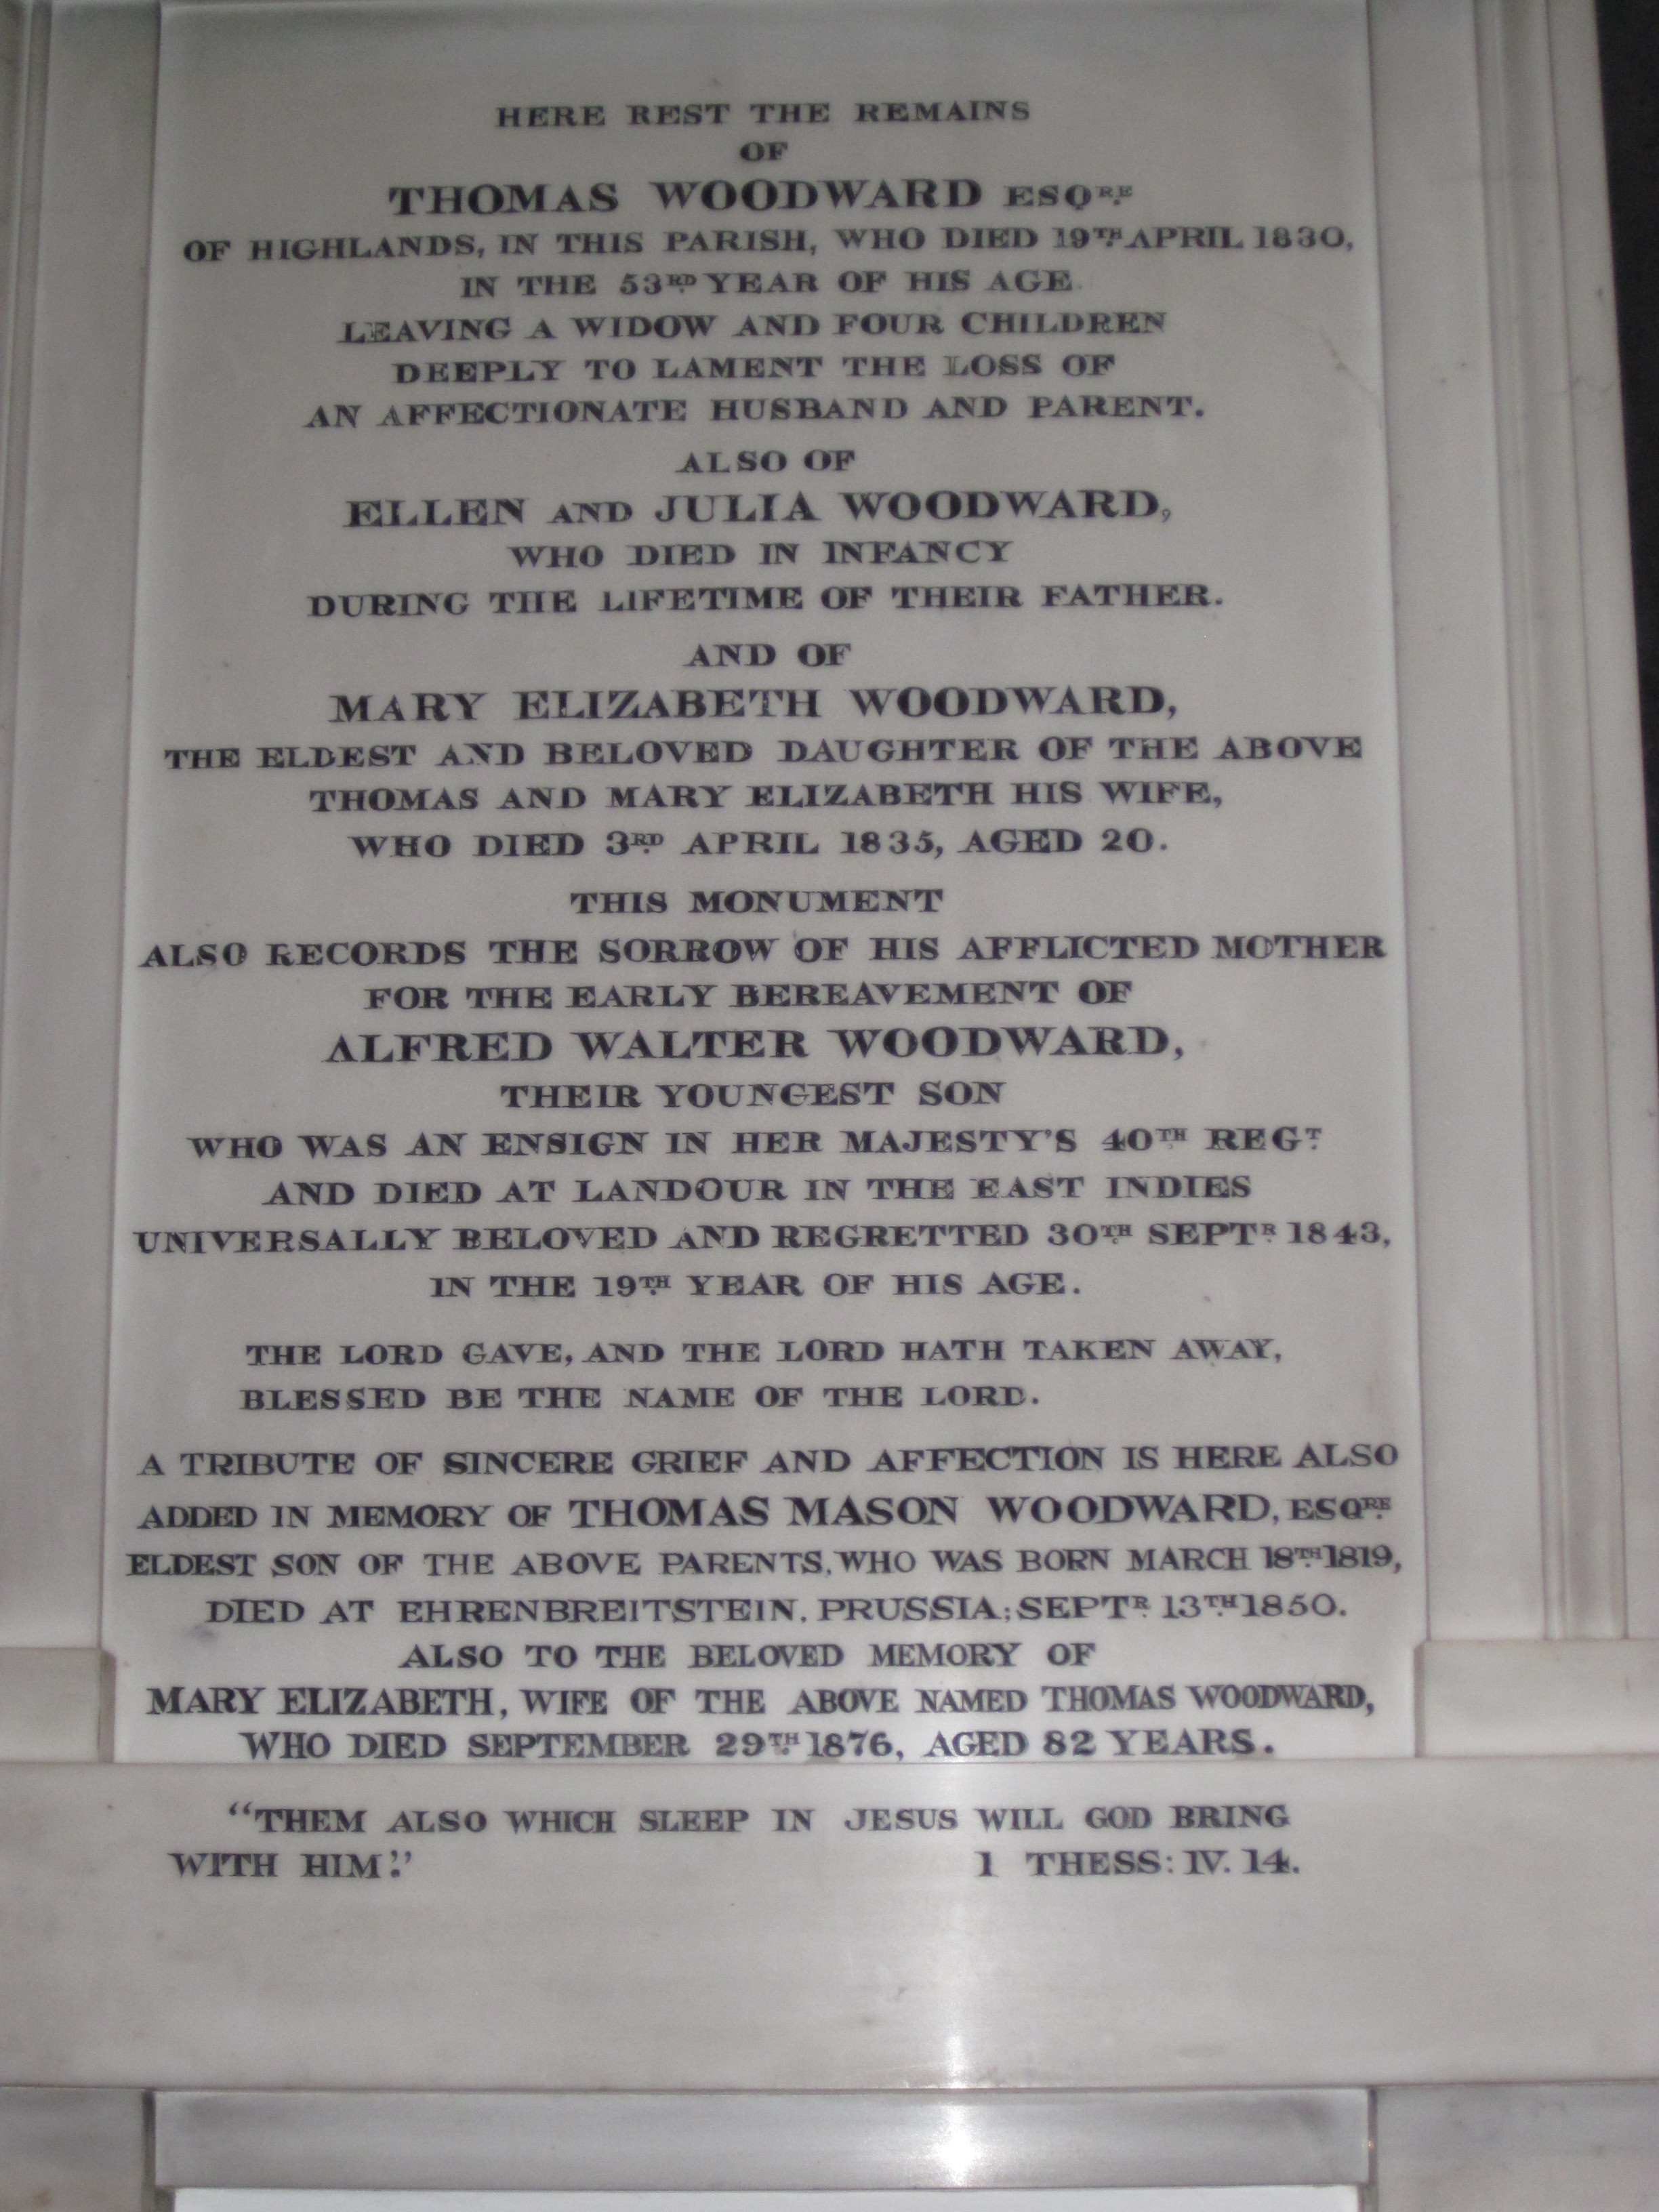 HERE REST THE REMAINS
OF
THOMAS WOODWARD ESQRE
OF HIGHLANDS, IN THIS PARISH, WHO DIED 19TH APRIL 1830,
IN THE 53RD YEAR OF HIS AGE
LEAVING A WIDOW AND FOUR CHILDREN
DEEPLY TO LAMENT THE LOSS OF
AN AFFECTIONATE HUSBAND AND PARENT.
ALSO OF
ELLEN AND JULIA WOODWARD,
WHO DIED IN INFANCY
DURING THE LIFETIME OF THEIR FATHER.
AND OF
MARY ELIZABETH WOODWARD,
THE ELDEST AND BELOVED DAUGHTER OF THE ABOVE
THOMAS AND MARY ELIZABETH HIS WIFE,
WHO DIED 3RD APRIL 1835, AGED 20.
THIS MONUMENT
ALSO RECORDS THE SORROW OF HIS AFFLICTED MOTHER
FOR THE EARLY BEREAVEMENT OF
ALFRED WALTER WOODWARD,
THEIR YOUNGEST SON
WHO WAS AN ENSIGN IN HER MAJESTY'S 40TH REGT
AND DIED AT LANDOUR IN THE EAST INDIES
UNIVERSALLY BELOVED AND REGRETTED 30TH SEPTR 1843,
IN THE 19TH YEAR OF HIS AGE.
THE LORD GAVE, AND THE LORD HATH TAKEN AWAY,
BLESSED BE THE NAME OF THE LORD.
A TRIBUTE OF SINCERE GRIEF AND AFFECTION IS HERE ALSO
ADDED IN MEMORY OF THOMAS MASON WOODWARD, ESQRE
ELDEST SON OF THE ABOVE PARENTS, WHO WAS BORN MARCH 18TH 1819,
DIED AT EHRENBREITSTEIN, PRUSSIA; SEPTR 13TH 1850.
ALSO TO THE BELOVED MEMORY OF
MARY ELIZABETH, WIFE OF THE ABOVE NAMED THOMAS WOODWARD,
WHO DIED SEPTEMBER 29TH 1876, AGED 82 YEARS.
"THEM ALSO WHICH SLEEP IN JESUS WILL GOD BRING
WITH HIM." 1 THESS: IV. 14.